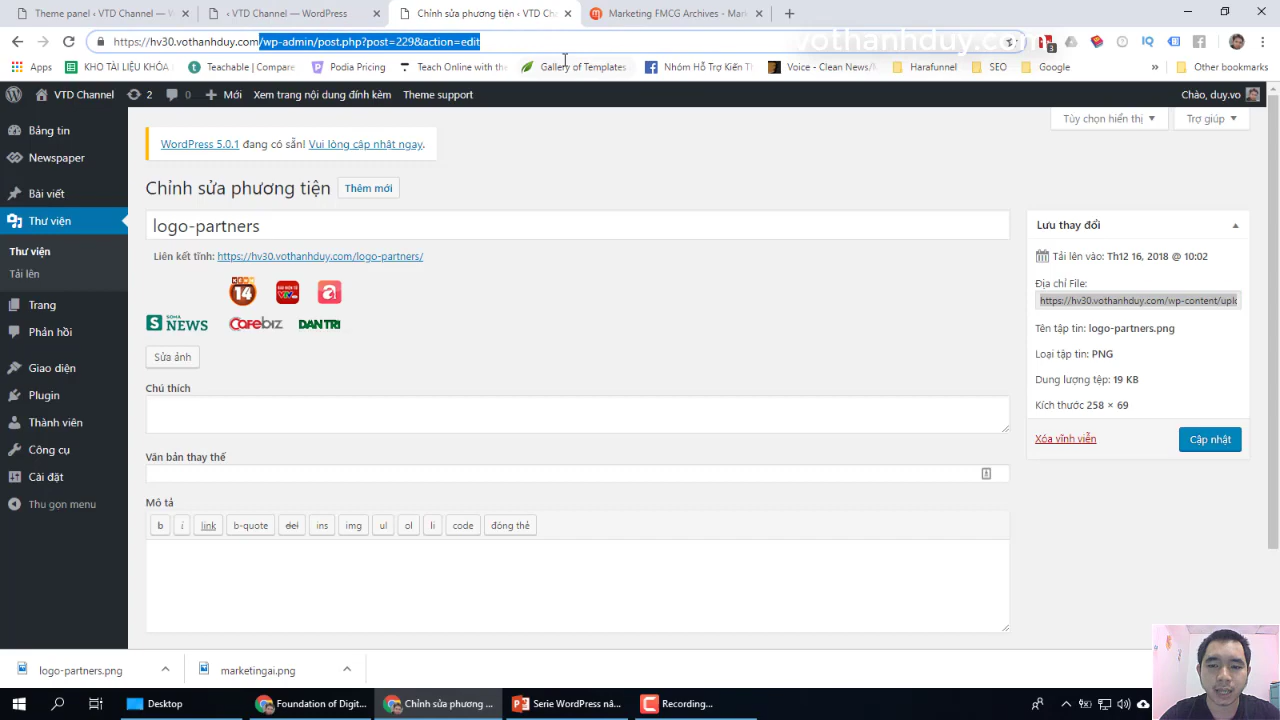 Theme panel ‹ VTD Channel — W
‹ VTD Channel — WordPress
Chỉnh sửa phương tiện ‹ VTD Cha
Marketing FMCG Archives - Mark
https://hv30.vothanhduy.com/wp-admin/post.php?post=229&action=edit
vothanhduy.com
3
Apps
KHO TÀI LIỆU KHÓA
Teachable | Compare
Podia Pricing
Teach Online with the
Gallery of Templates
Nhóm Hỗ Trợ Kiến Th
Voice - Clean News/M
Harafunnel
SEO
Google
»
Other bookmarks
VTD Channel
2
0
Mới
Xem trang nội dung đính kèm
Theme support
Chào, duy.vo
Bảng tin
Newspaper
Bài viết
Thư viện
Thư viện
Tải lên
Trang
Phản hồi
Giao diện
Plugin
Thành viên
Công cụ
Cài đặt
Thu gọn menu
Tùy chọn hiển thị
Trợ giúp
WordPress 5.0.1 đang có sẵn! Vui lòng cập nhật ngay.
Chỉnh sửa phương tiện
Thêm mới
logo-partners
Liên kết tĩnh: https://hv30.vothanhduy.com/logo-partners/
14
a
S NEWS
Cafebiz
DAN TRI
Sửa ảnh
Chú thích
Văn bản thay thế
Mô tả
b
i
link
b-quote
del
ins
img
ul
ol
li
code
đóng thẻ
Lưu thay đổi
Tải lên vào: Th12 16, 2018 @ 10:02
Địa chỉ File:
https://hv30.vothanhduy.com/wp-content/uplo
Tên tập tin: logo-partners.png
Loại tập tin: PNG
Dung lượng tệp: 19 KB
Kích thước 258 × 69
Xóa vĩnh viễn
Cập nhật
logo-partners.png
marketingai.png
Desktop
Foundation of Digit...
Chỉnh sửa phương ...
Serie WordPress nâ...
Recording...